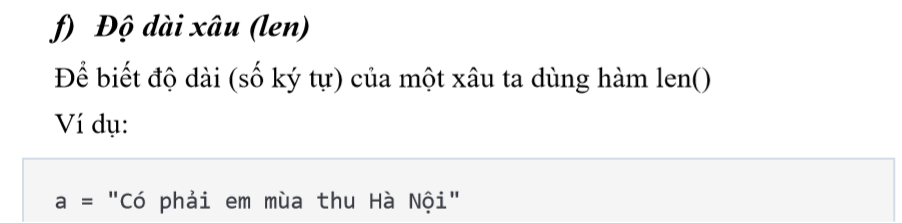 f) Độ dài xâu (len)
Để biết độ dài (số ký tự) của một xâu ta dùng hàm len()
Ví dụ:
a = "Có phải em mùa thu Hà Nội"